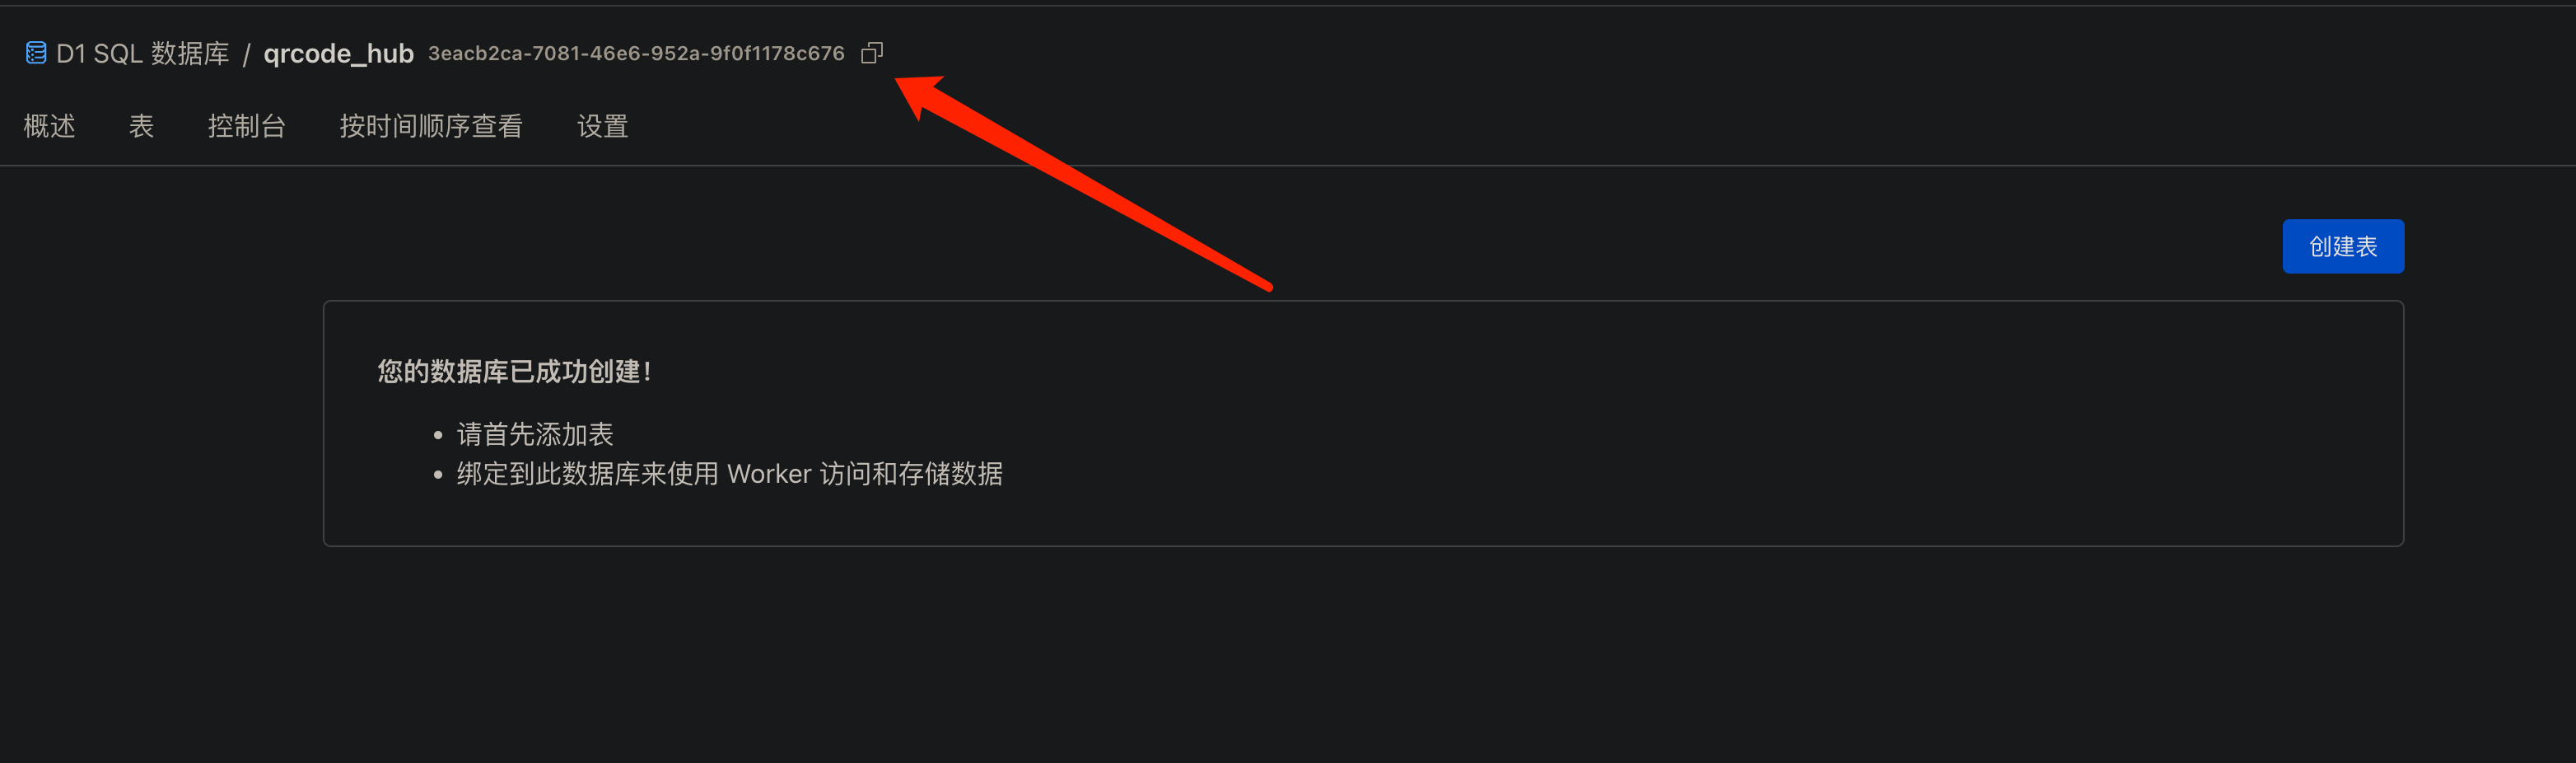 D1 SQL 数据库 / qrcode_hub 3eacb2ca-7081-46e6-952a-9f0f1178c676
概述 表 控制台 按时间顺序查看 设置
创建表
您的数据库已成功创建！
• 请首先添加表
• 绑定到此数据库来使用 Worker 访问和存储数据